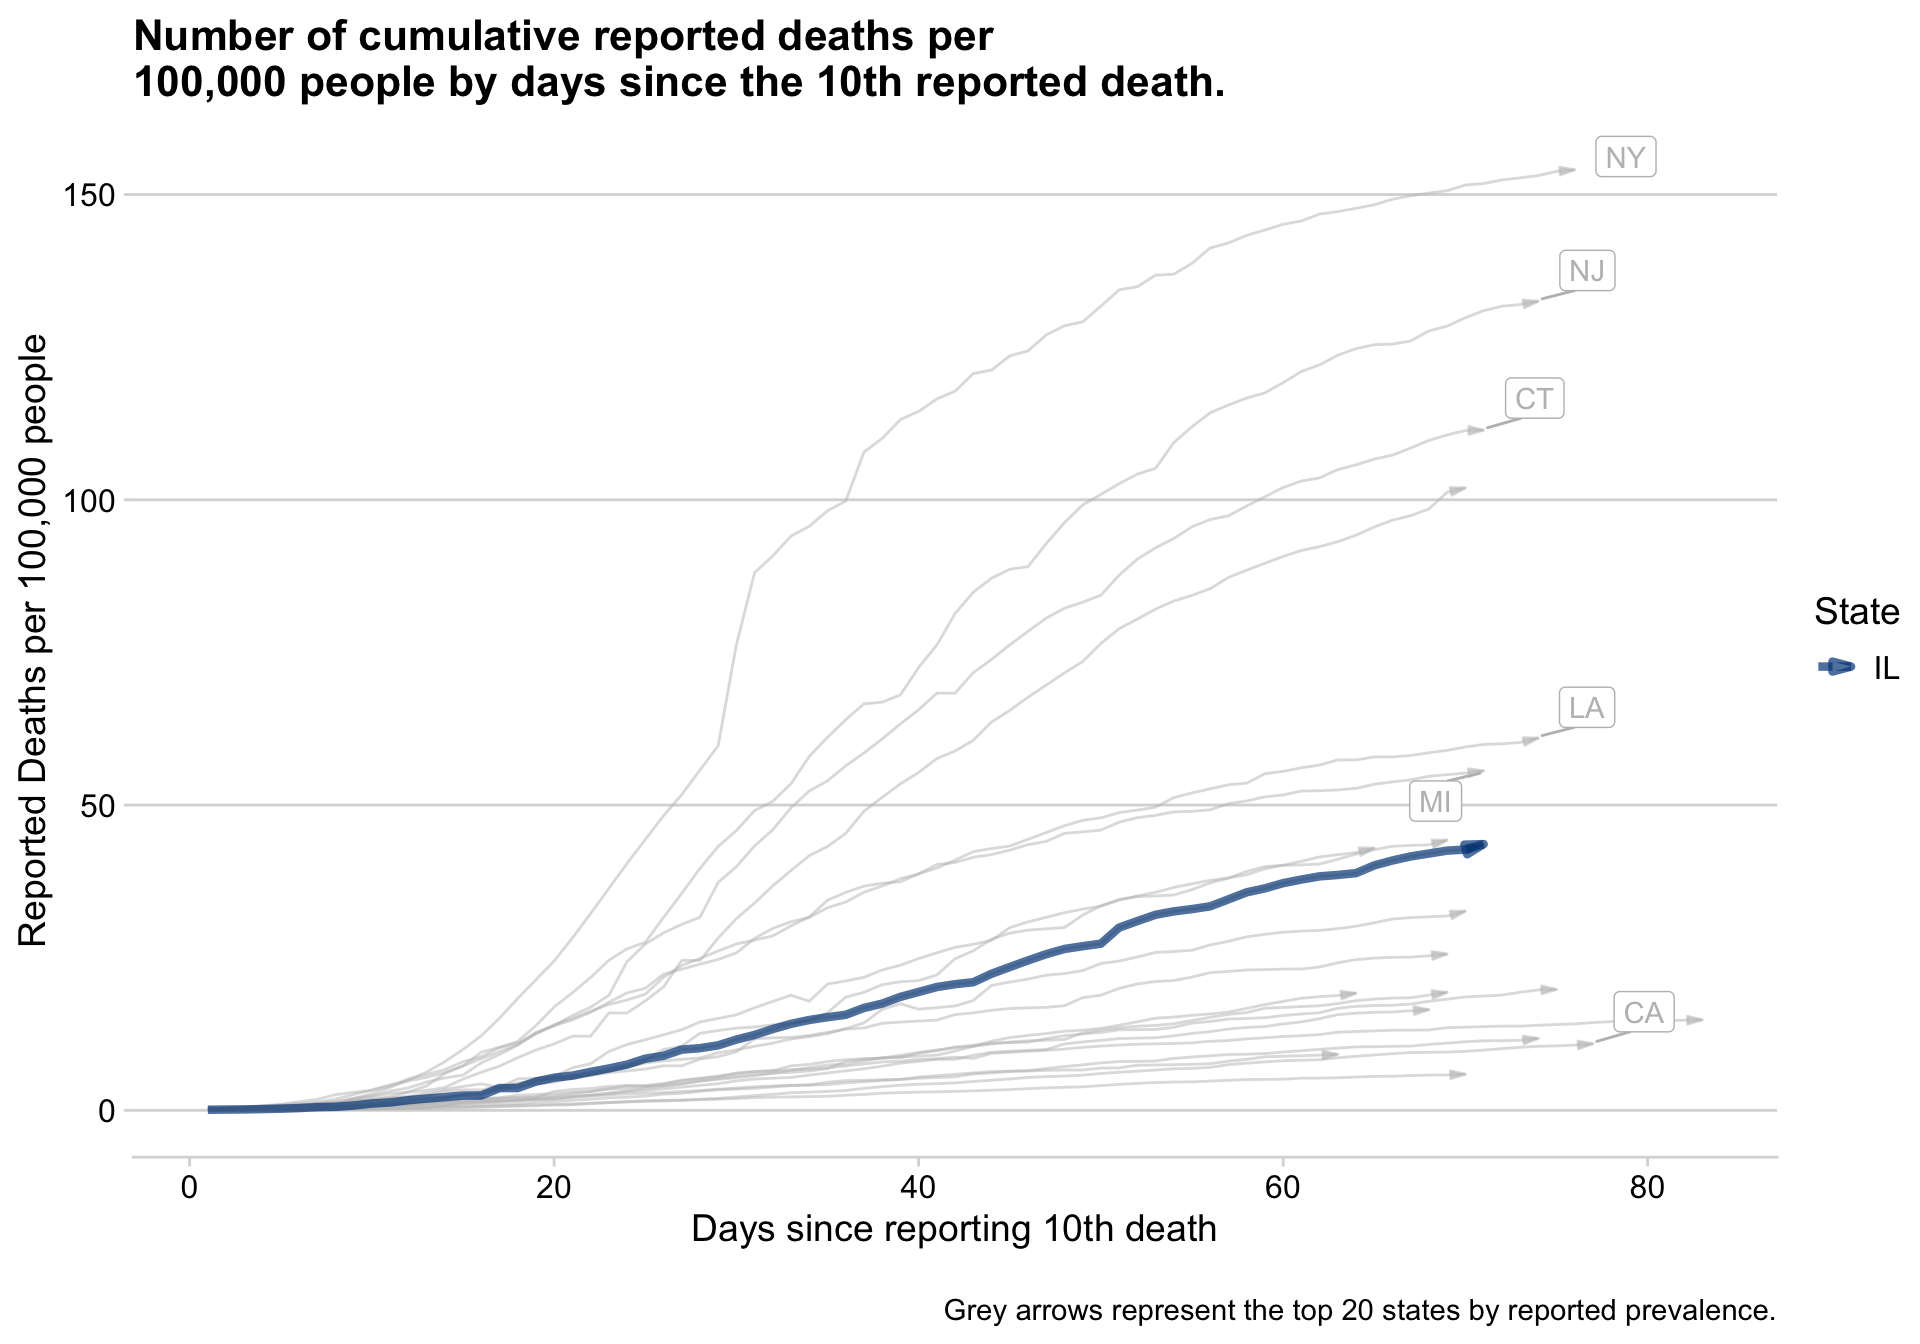 Number of cumulative reported deaths per
100,000 people by days since the 10th reported death.
Reported Deaths per 100,000 people
150
100
50
0
NY
NJ
CT
LA
MI
CA
State
IL
0 20 40 60 80
Days since reporting 10th death
Grey arrows represent the top 20 states by reported prevalence.